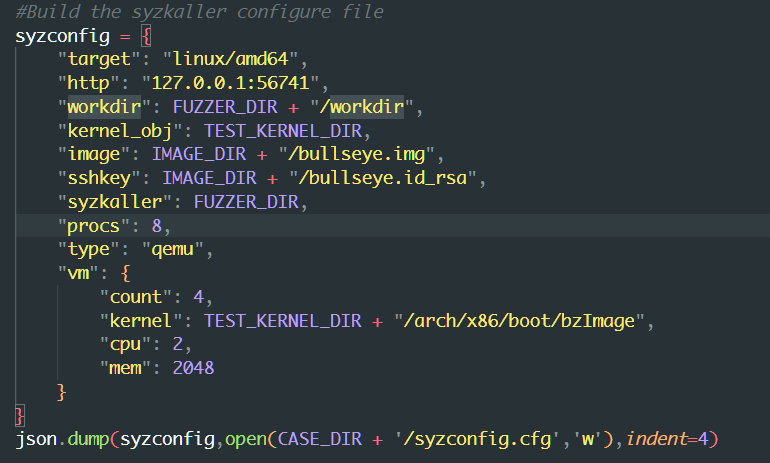 #Build the syzkaller configure file
syzconfig = {
"target": "linux/amd64",
"http": "127.0.0.1:56741",
"workdir": FUZZER_DIR + "/workdir",
"kernel_obj": TEST_KERNEL_DIR,
"image": IMAGE_DIR + "/bullseye.img",
"sshkey": IMAGE_DIR + "/bullseye.id_rsa",
"syzkaller": FUZZER_DIR,
"procs": 8,
"type": "qemu",
"vm": {
"count": 4,
"kernel": TEST_KERNEL_DIR + "/arch/x86/boot/bzImage",
"cpu": 2,
"mem": 2048
}
}
json.dump(syzconfig,open(CASE_DIR + '/syzconfig.cfg','w'),indent=4)